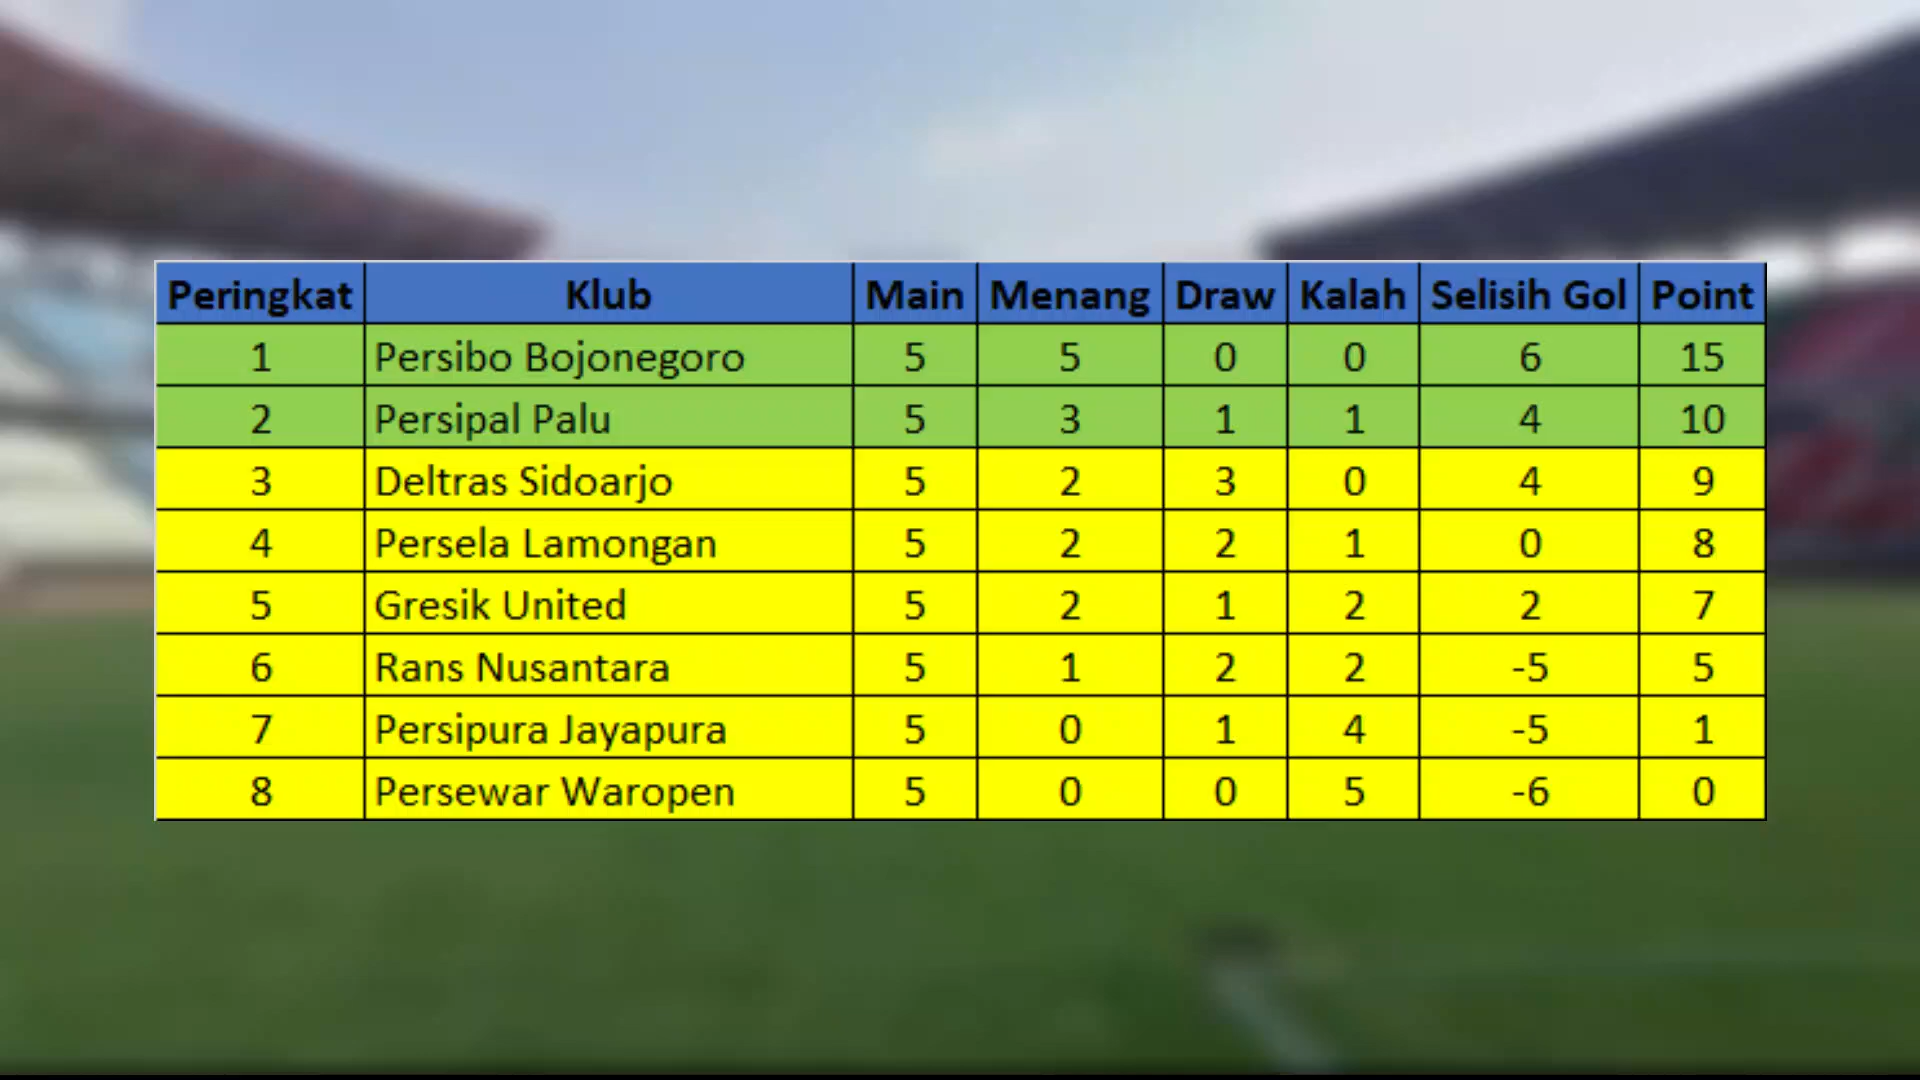 Peringkat Klub Main Menang Draw Kalah Selisih Gol Point
1 Persibo Bojonegoro 5 5 0 0 6 15
2 Persipal Palu 5 3 1 1 4 10
3 Deltras Sidoarjo 5 2 3 0 4 9
4 Persela Lamongan 5 2 2 1 0 8
5 Gresik United 5 2 1 2 2 7
6 Rans Nusantara 5 1 2 2 -5 5
7 Persipura Jayapura 5 0 1 4 -5 1
8 Persewar Waropen 5 0 0 5 -6 0